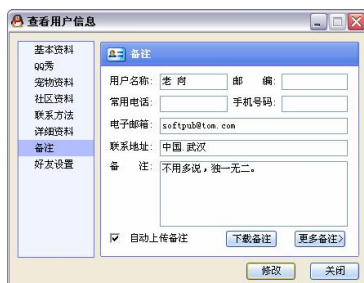 查看用户信息
基本资料
QQ秀
宠物资料
社区资料
联系方法
详细资料
备注
好友设置
备注
用户名称: 老 向 邮 编:
常用电话: 手机号码:
电子邮箱: softpub@tom.com
联系地址: 中国.武汉
备 注: 不用多说，独一无二。
自动上传备注 下载备注 更多备注>
修改 关闭